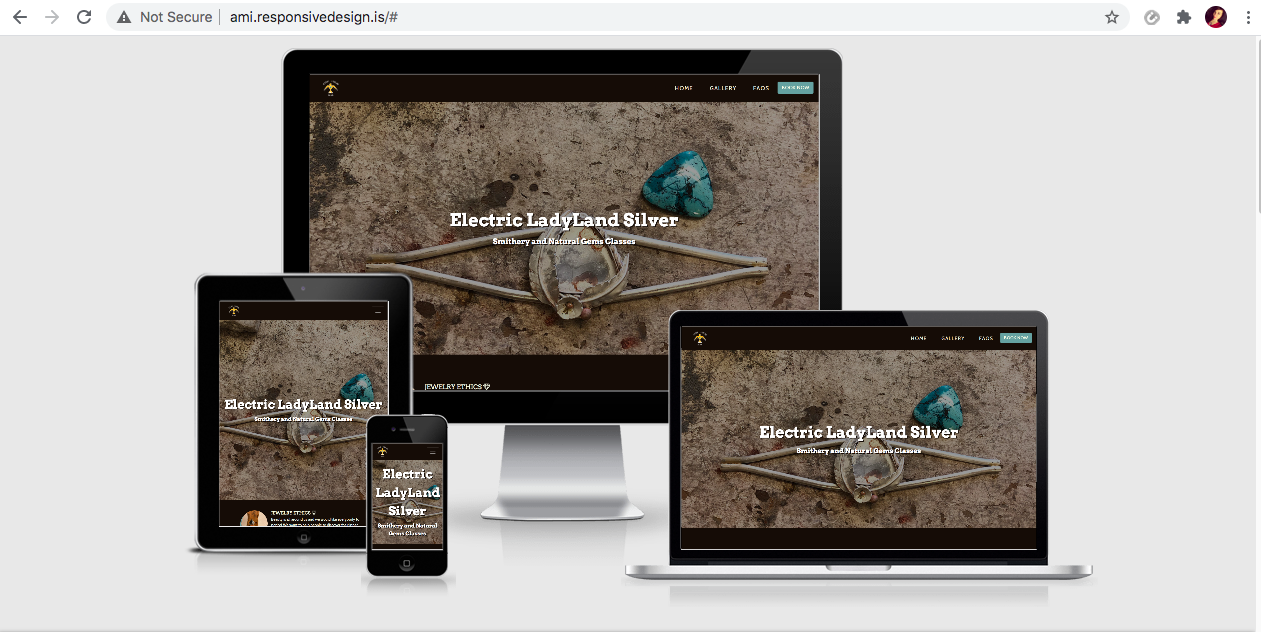 Not Secure
ami.responsivedesign.is/#
HOME GALLERY FAQS BOOK NOW
Electric LadyLand Silver
Smithery and Natural Gems Classes
JEWELRY ETHICS
Electric LadyLand Silver
Smithery and Natural Gems Classes
JEWELRY ETHICS
Electric
LadyLand
Silver
Smithery and Natural
Gems Classes
HOME GALLERY FAQS BOOK NOW
Electric LadyLand Silver
Smithery and Natural Gems Classes